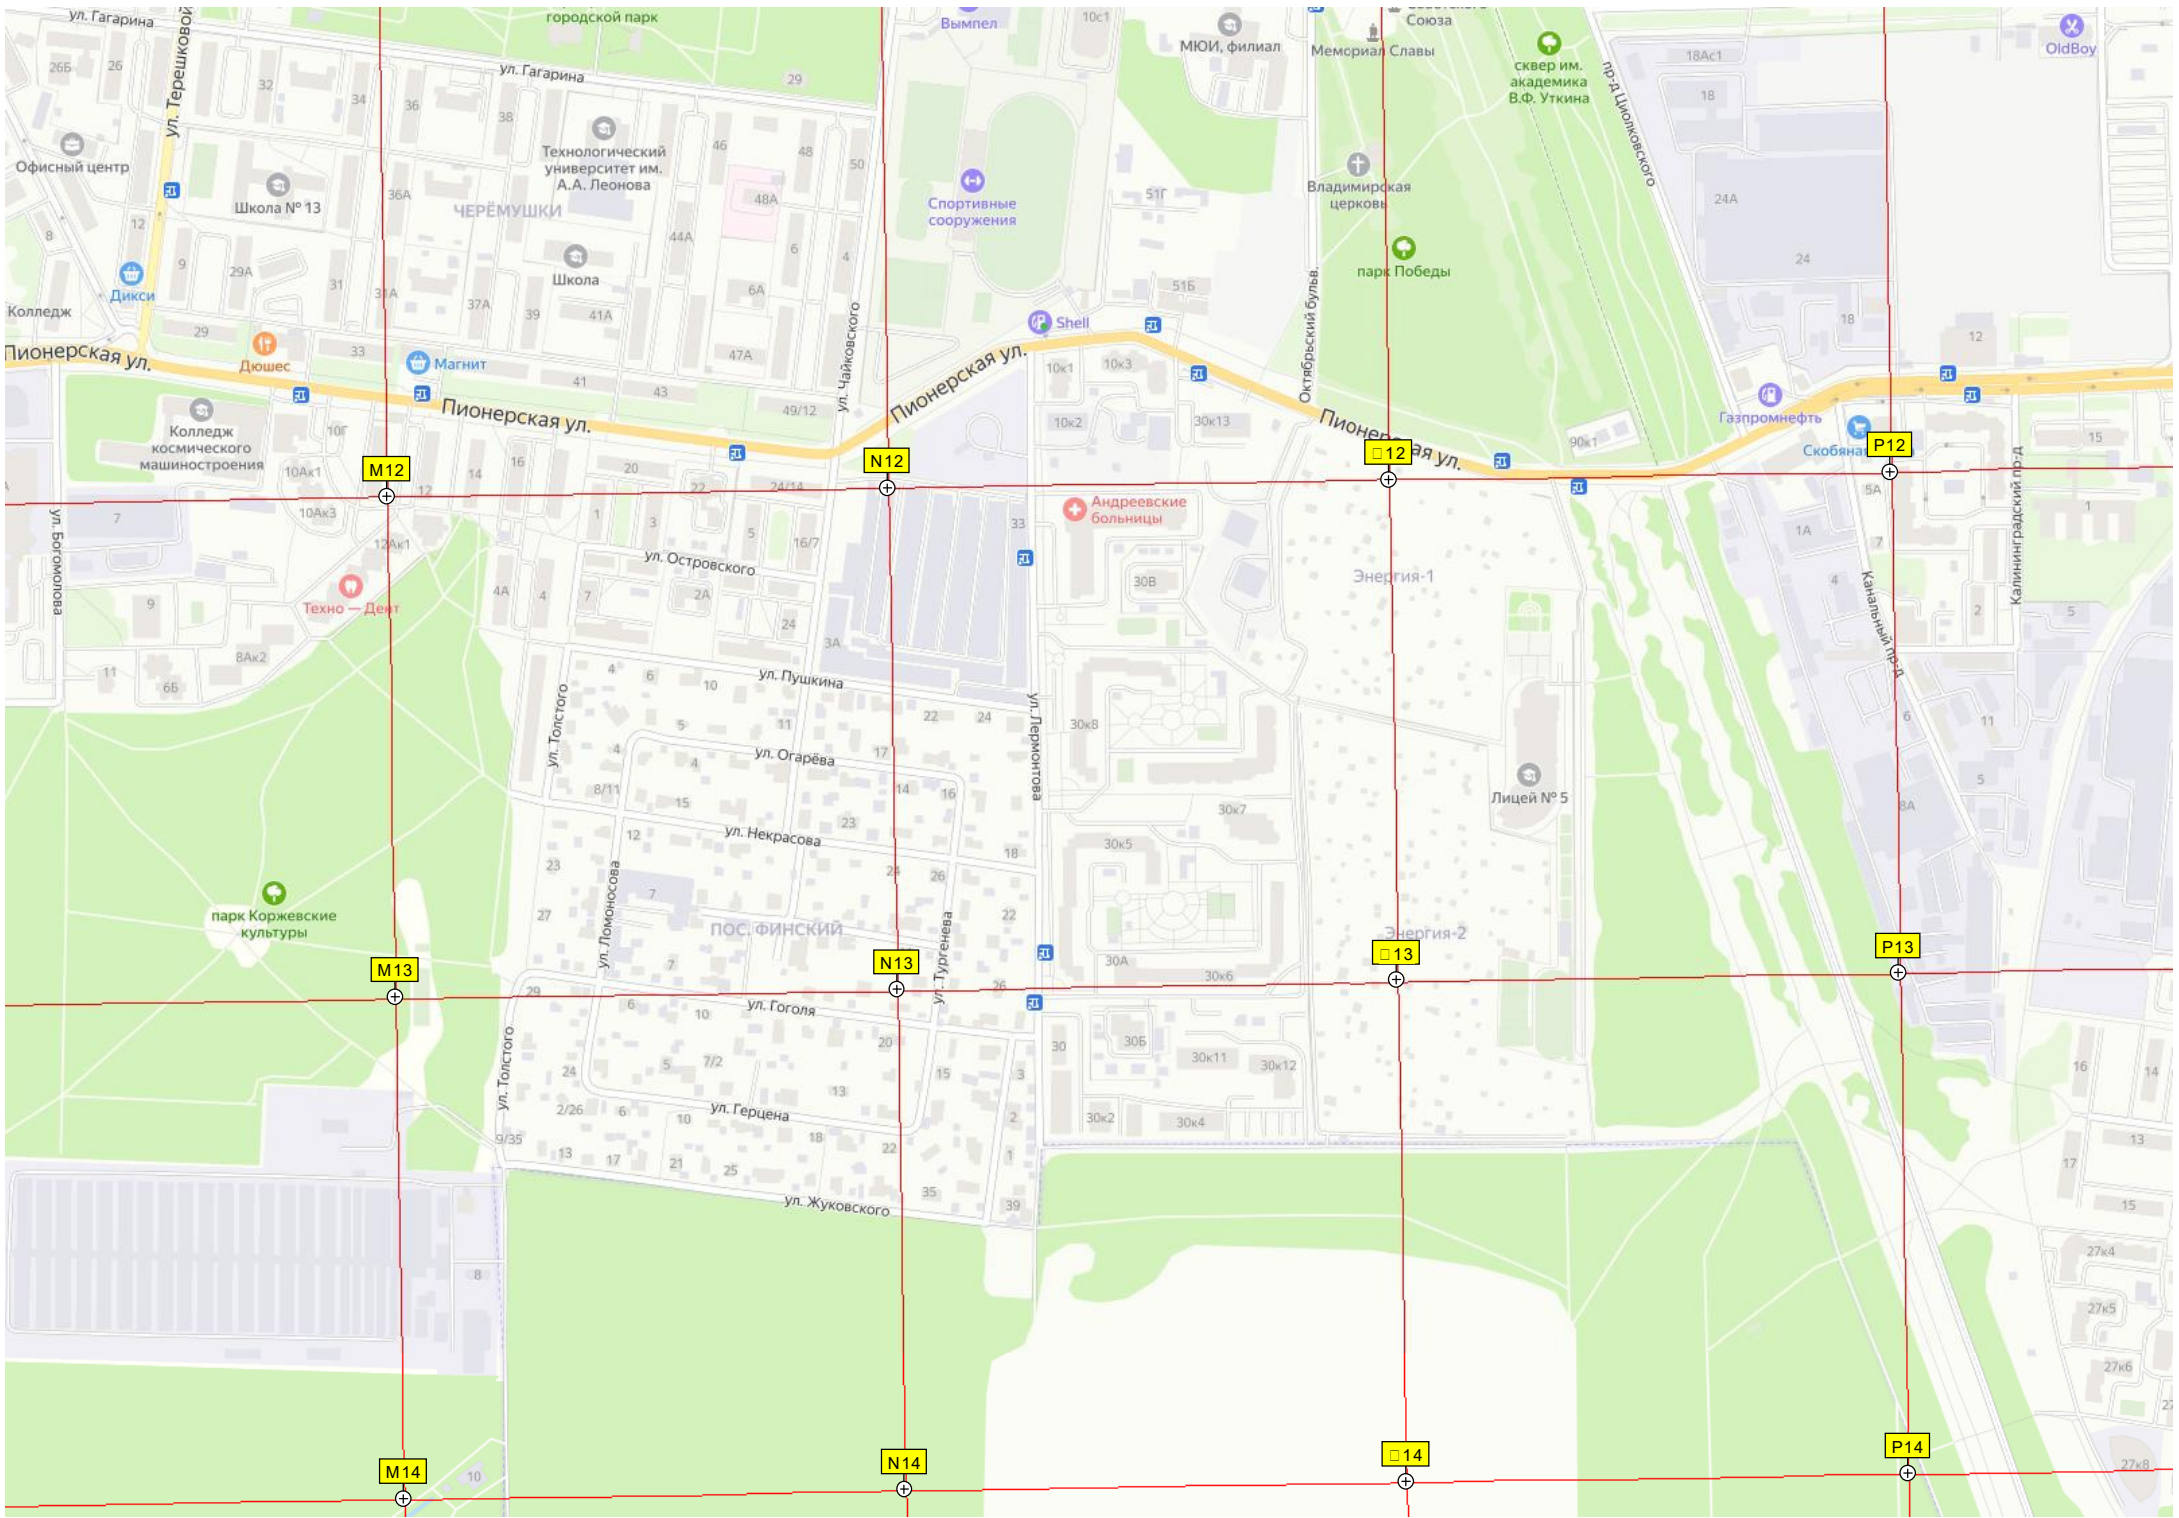 ул. Гагарина
городской парк
Вымпел
10с1
МЮИ, филиал
Союза
Мемориал Славы
сквер им.
академика
В.Ф. Уткина
пр-д Циолковского
18Ас1
18
OldBoy
26Б
26
ул. Терешковой
32
34
36
38
ул. Гагарина
29
Офисный центр
Технологический
университет им.
А.А. Леонова
46
48
50
Школа № 13
36А
ЧЕРЁМУШКИ
48А
Спортивные
сооружения
51Г
Владимирская
церковь
24А
8
12
9
29А
31
31А
37А
Школа
44А
6
4
6А
парк Победы
24
Дикси
Колледж
39
41А
ул. Чайковского
Shell
51Б
Октябрьский бульв.
18
12
29
Дюшес
33
Магнит
47А
Пионерская ул.
41
43
49/12
Пионерская ул.
10к1
10к3
Пионерская ул.
Колледж
космического
машиностроения
10Г
10к2
30к13
Пионерская ул.
90к1
Газпромнефть
15
M12
N12
12
P12
10Ак1
12
14
16
20
22
24/14
Андреевские
больницы
5А
Калининградский пр-д
7
10Ак3
1
3
5
16/7
33
1А
7
1
12Ак1
ул. Богомолова
ул. Островского
Энергия-1
4
Канальный пр-д
9
Техно — Дент
4А
4
7
2А
24
30В
2
5
11
6Б
8Ак2
3А
4
6
10
ул. Пушкина
22
24
ул. Лермонтова
30к8
6
11
ул. Толстого
5
11
4
4
ул. Огарёва
17
14
16
Лицей № 5
5
8А
8/11
15
12
ул. Некрасова
23
18
30к7
30к5
23
24
26
парк Коржевские
культуры
27
ул. Ломоносова
7
ПОС. ФИНСКИЙ
22
ул. Тургенева
Энергия-2
M13
N13
13
P13
7
30А
30к6
29
6
10
ул. Гоголя
26
20
ул. Толстого
30
30Б
30к11
30к12
16
14
24
5
7/2
13
15
3
2/26
6
10
ул. Герцена
18
22
2
30к2
30к4
9/35
13
17
21
25
1
13
17
ул. Жуковского
35
39
15
8
27к4
27к5
27к6
M14
N14
14
P14
10
27к8